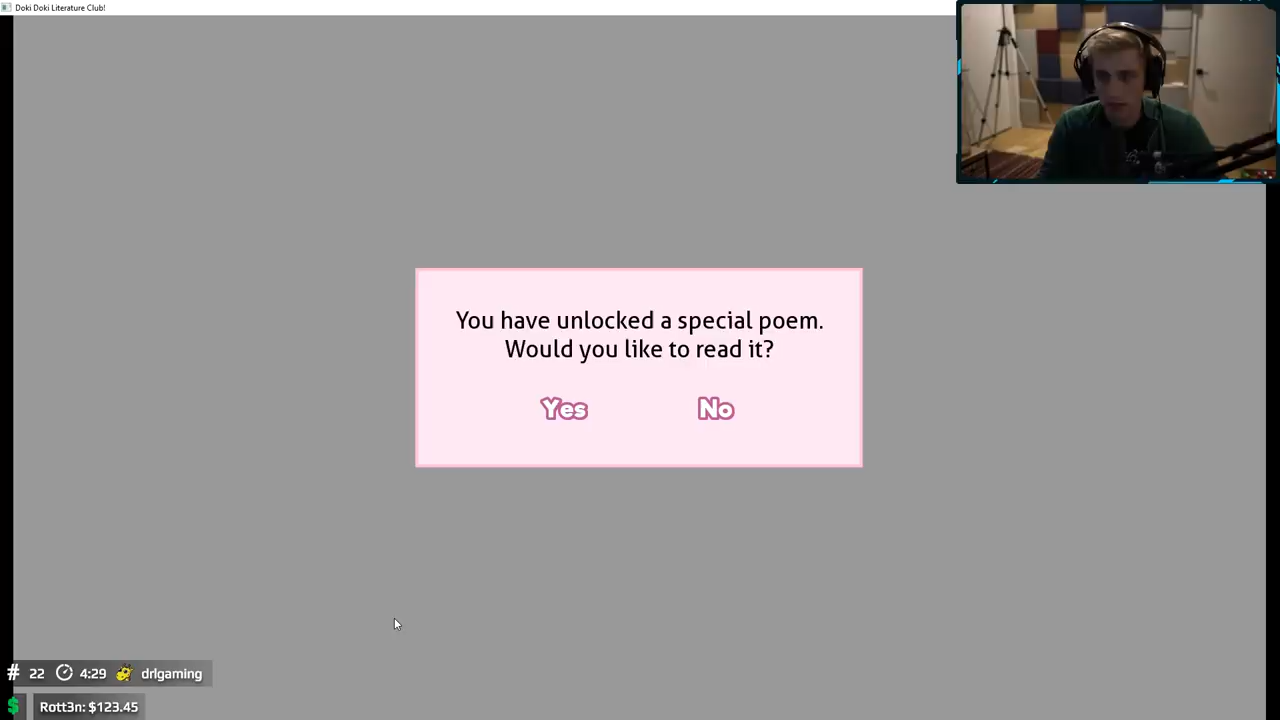 Doki Doki Literature Club!
You have unlocked a special poem.
Would you like to read it?
Yes No
# 22 4:29 drlgaming
$ Rott3n: $123.45